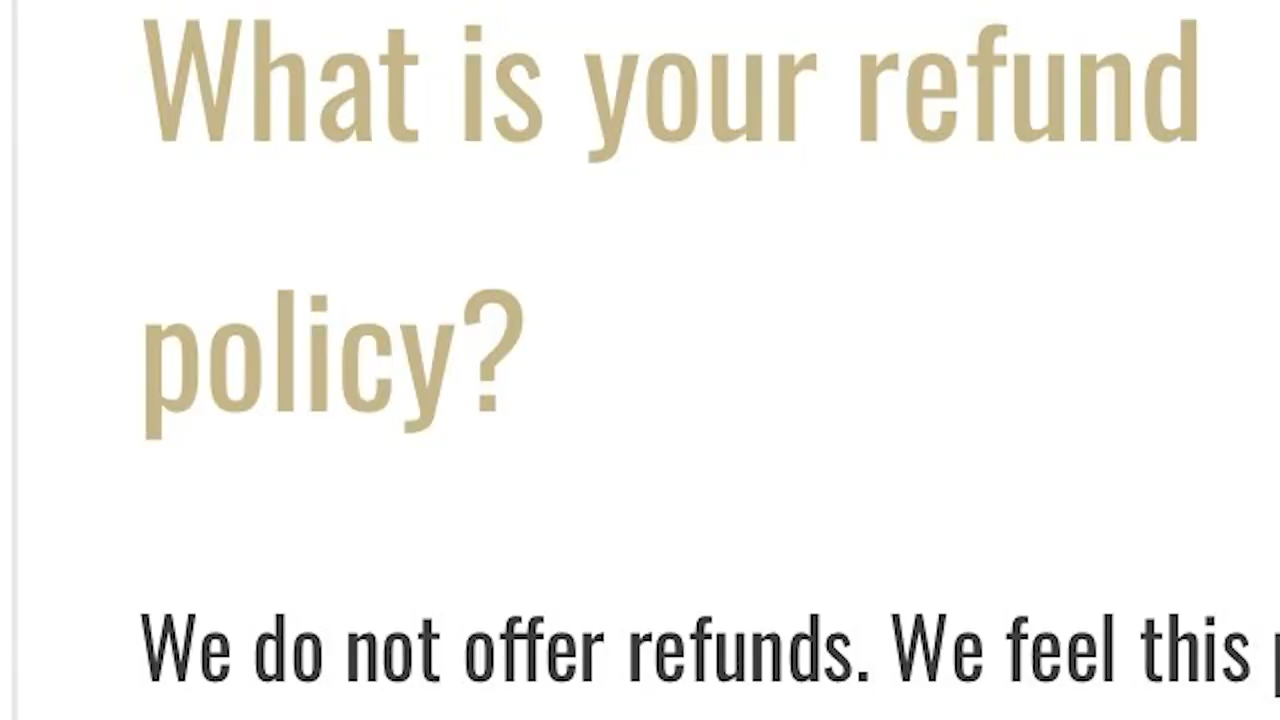 What is your refund
policy?
We do not offer refunds. We feel this